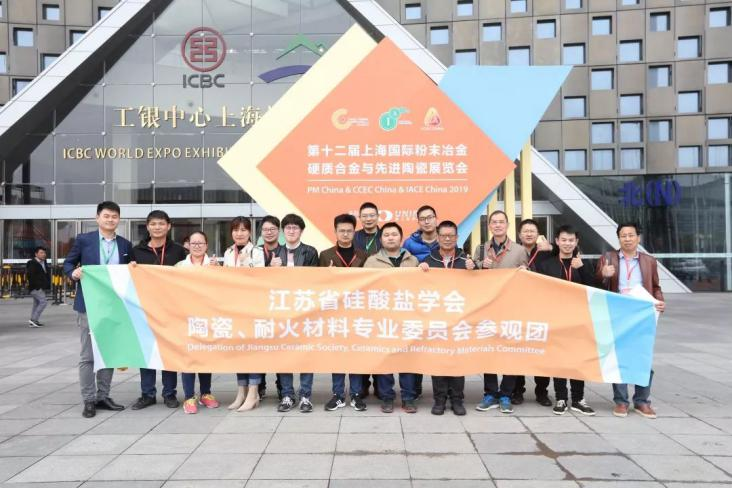 ICBC
工银中心上海
ICBC WORLD EXPO EXHIB
第十二届上海国际粉末冶金
硬质合金与先进陶瓷展览会
PM China & CCEC China & IACE China 2019
UNI
北(N)
江苏省硅酸盐学会
陶瓷、耐火材料专业委员会参观团
Delegation of Jiangsu Ceramic Society, Ceramics and Refractory Materials Committee